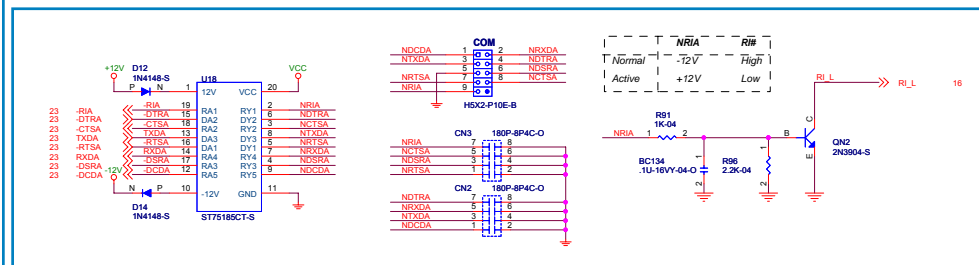 +12V
D12
1N4148-S
P N
U18
VCC
1 12V VCC 20
23 -RIA -RIA 19 RA1 RY1 2 NRIA
23 -DTRA -DTRA 15 DA2 DY2 6 NDTRA
23 -CTSA -CTSA 18 RA2 RY2 3 NCTSA
23 TXDA TXDA 13 DA3 DY3 8 NTXDA
23 -RTSA -RTSA 16 DA1 DY1 5 NRTSA
23 RXDA RXDA 14 RA4 RY4 7 NRXDA
23 -DSRA -DSRA 17 RA3 RY3 4 NDSRA
23 -DCDA -DCDA 12 RA5 RY5 9 NDCDA
-12V
N P 10 -12V GND 11
D14
1N4148-S
ST75185CT-S
COM
NDCDA 1 2 NRXDA
NTXDA 3 4 NDTRA
5 6 NDSRA
NRTSA 7 8 NCTSA
NRIA 9
H5X2-P10E-B
CN3 180P-8P4C-O
NRIA 7 8
NCTSA 5 6
NDSRA 3 4
NRTSA 1 2
CN2 180P-8P4C-O
NDTRA 7 8
NRXDA 5 6
NTXDA 3 4
NDCDA 1 2
NRIA RI#
Normal -12V High
Active +12V Low
RI_L RI_L 16
R91
1K-04
NRIA 1 2
B C E
QN2
2N3904-S
BC134
.1U-16VY-04-O
1 2
R96
2.2K-04
1 2